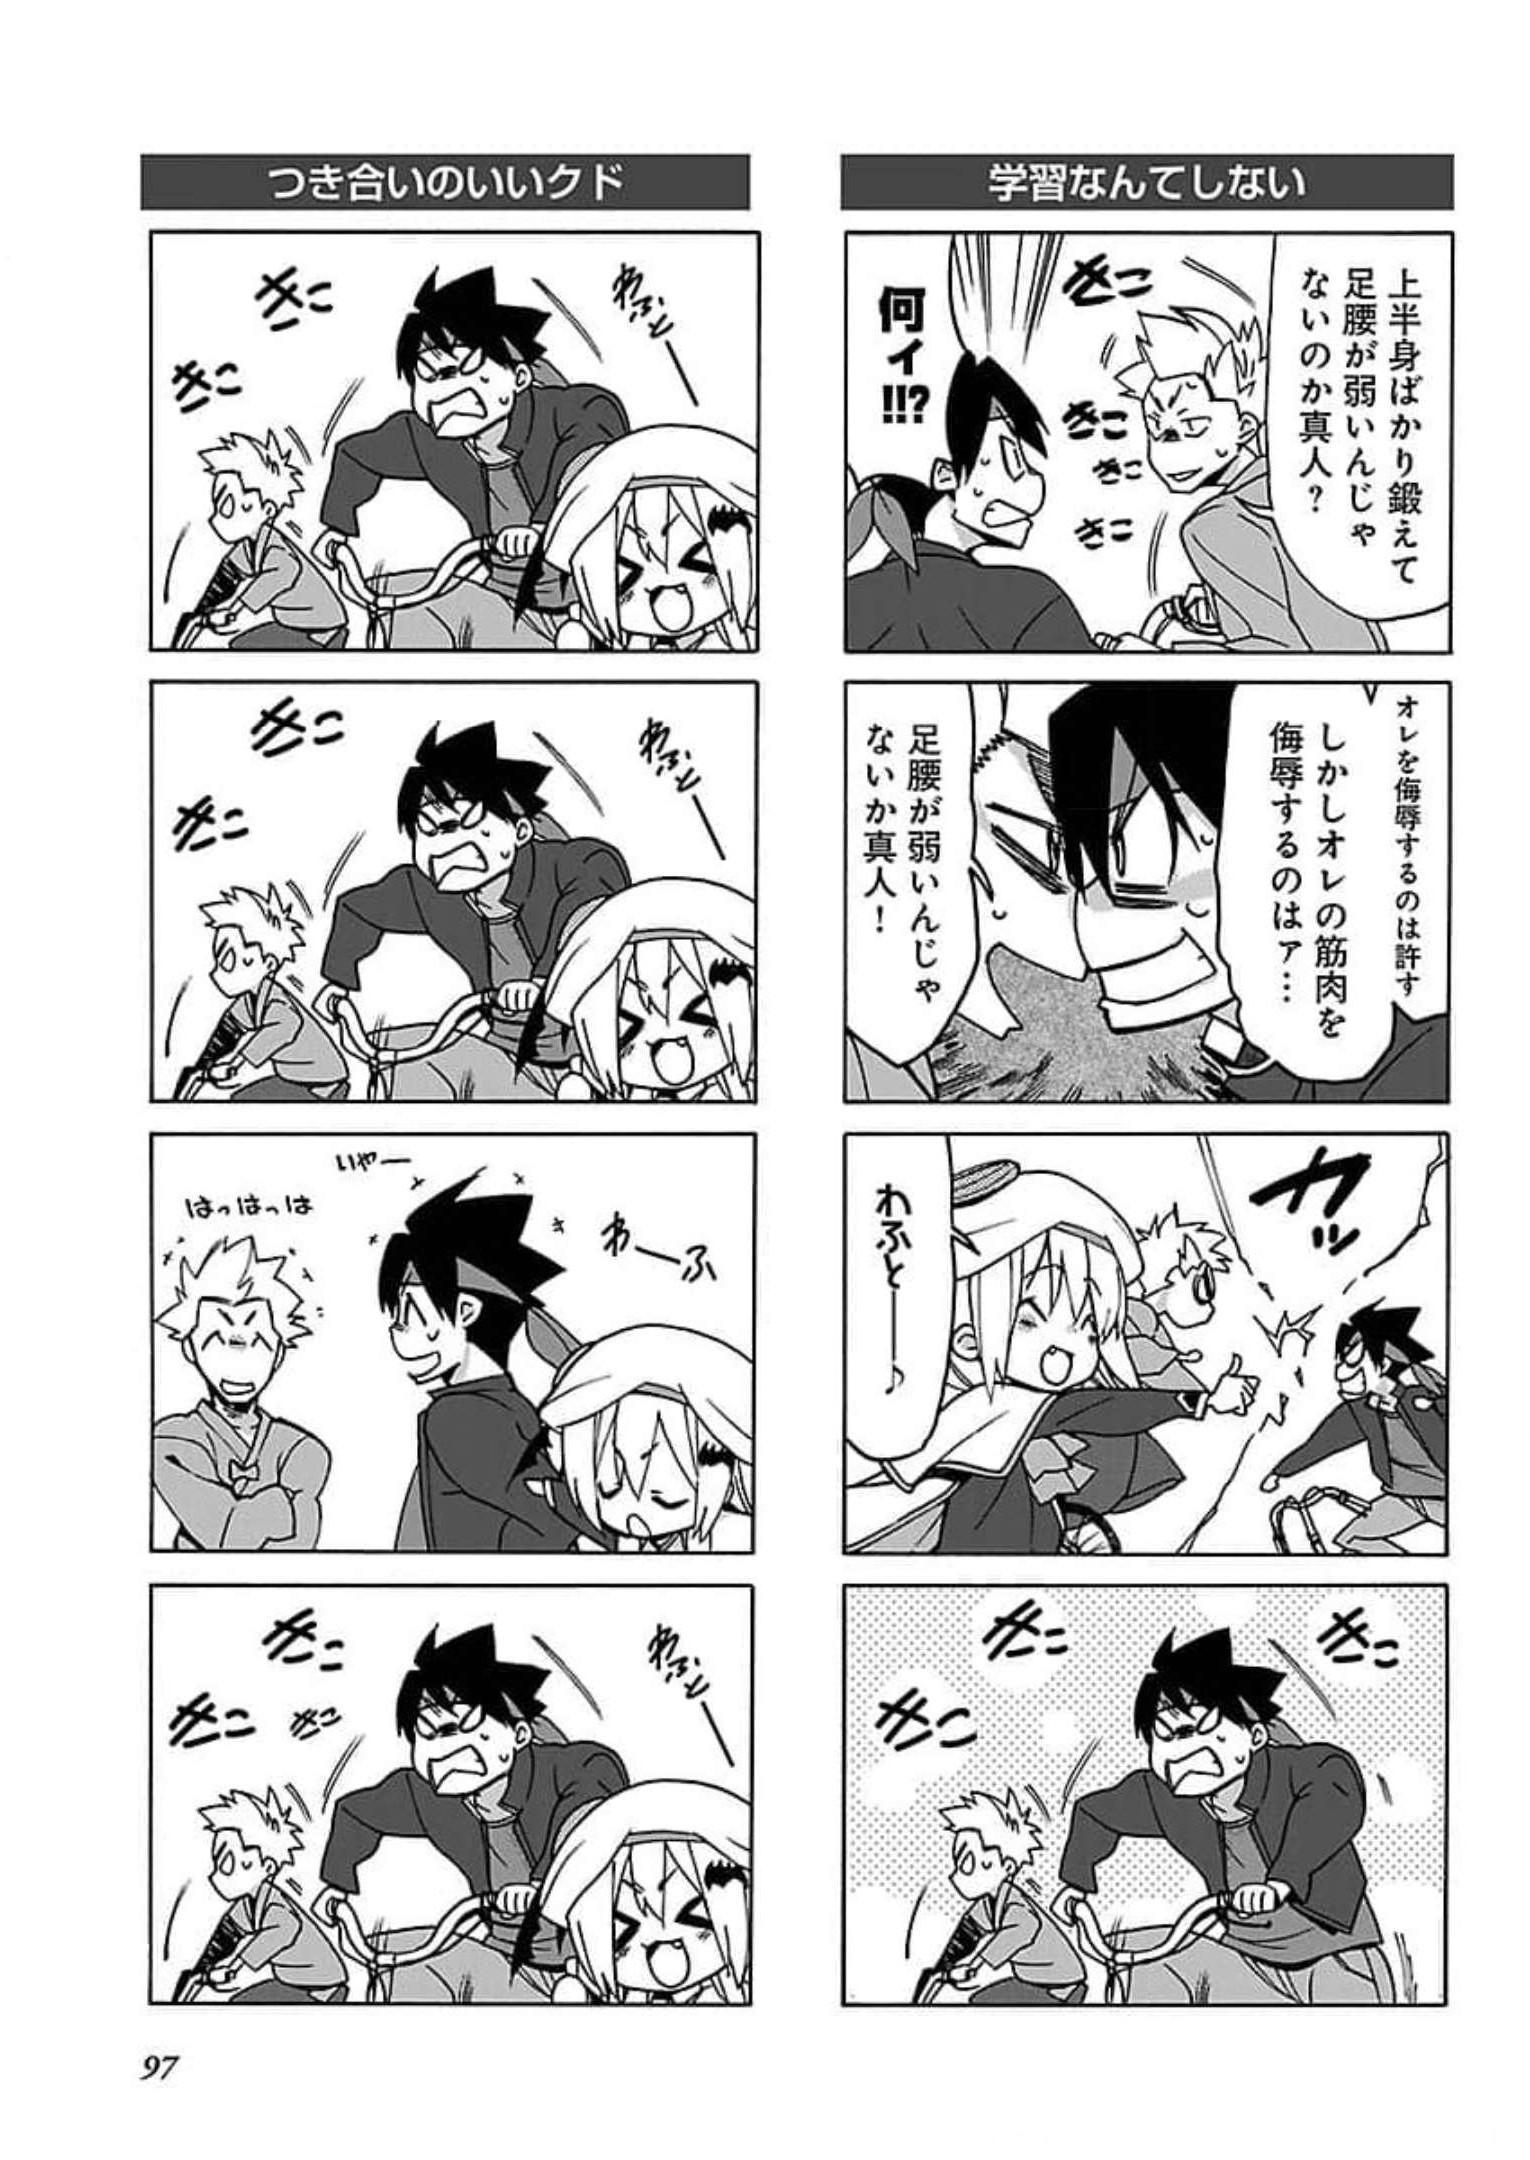 学習なんてしない
上半身ばかり鍛えて
足腰が弱いんじゃ
ないのか真人?
きこ
きこ
きこ
きこ
何ィ!!?
オレを侮辱するのは許す
しかしオレの筋肉を
侮辱するのはァ…
足腰が弱いんじゃ
ないか真人!
カッ
わふとーーー♪
きこ
きこ
きこ
つき合いのいいクド
わふとー
きこ
きこ
わふとー
きこ
きこ
いやー
はっはっは
わーふ
わふとー
きこ
きこ
きこ
97